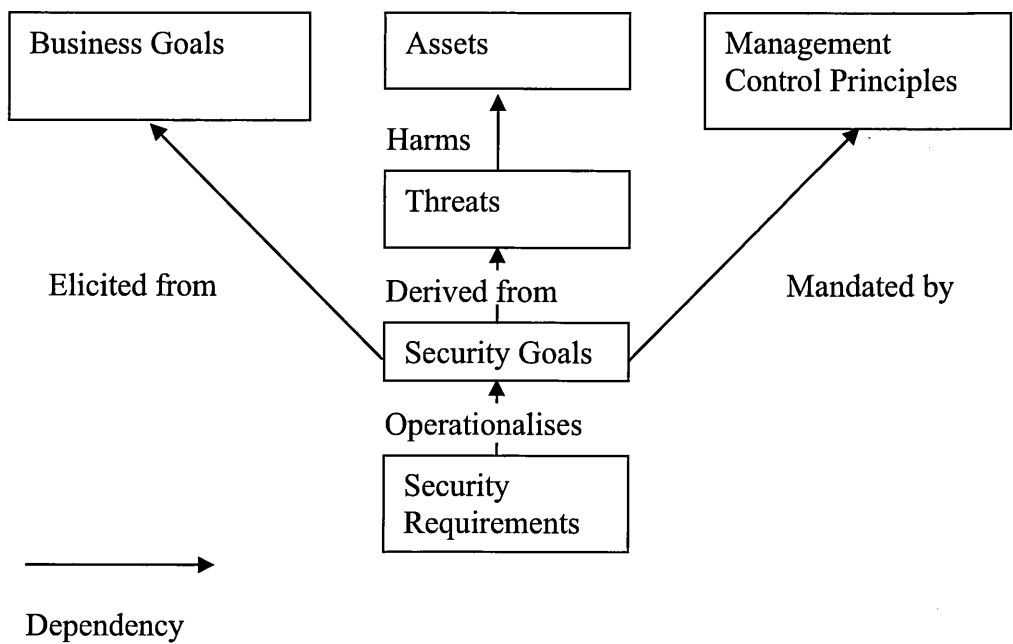 Business Goals
Assets
Management
Control Principles
Harms
Threats
Elicited from
Derived from
Mandated by
Security Goals
Operationalises
Security
Requirements
Dependency